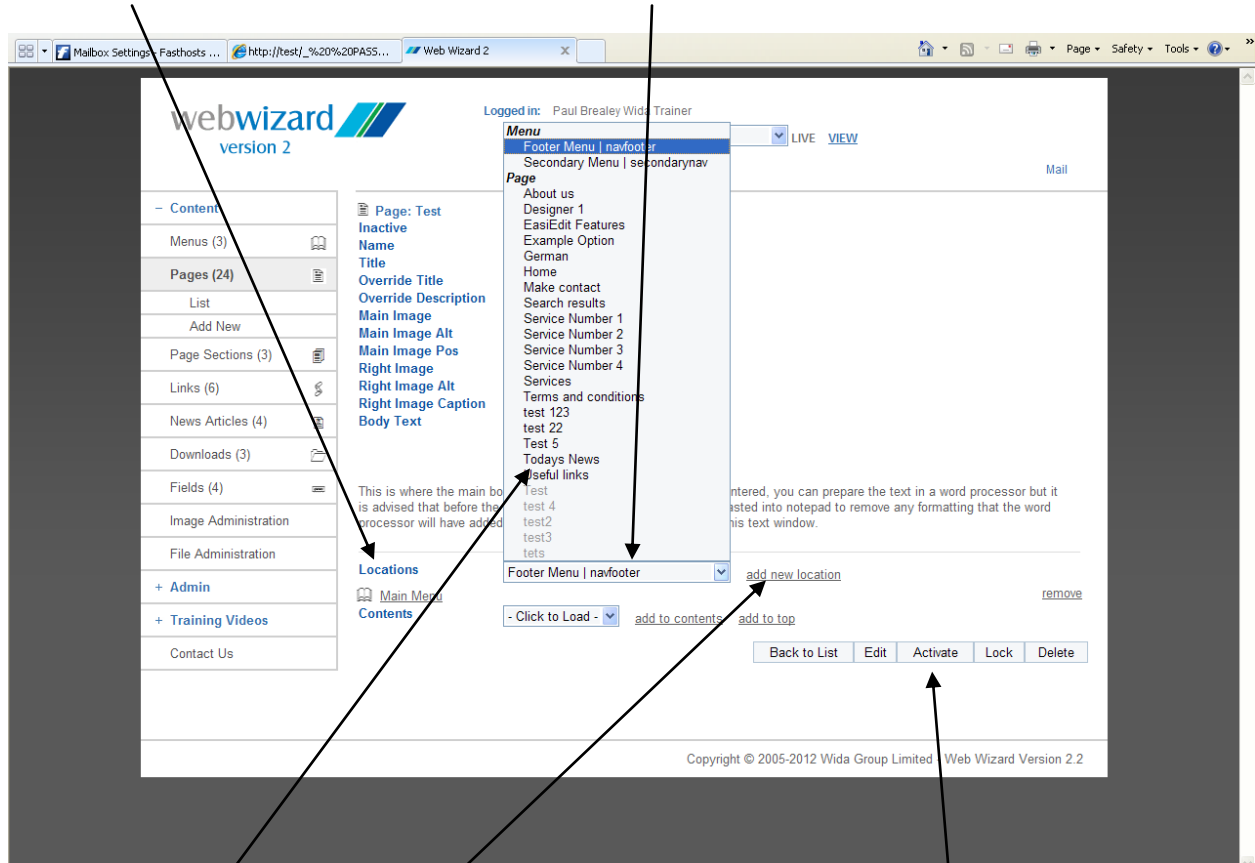 Mailbox Settings - Fasthosts ...
http://test/_%20%20PASS...
Web Wizard 2
X
Page
Safety
Tools
»
webwizard
version 2
Logged in: Paul Brealey Wida Trainer
LIVE VIEW
Mail
Menu
Footer Menu | navfooter
Secondary Menu | secondarynav
Page
About us
Designer 1
EasiEdit Features
Example Option
German
Home
Make contact
Search results
Service Number 1
Service Number 2
Service Number 3
Service Number 4
Services
Terms and conditions
test 123
test 22
Test 5
Todays News
Useful links
Test
test 4
test2
test3
tets
− Content
Menus (3)
Pages (24)
List
Add New
Page Sections (3)
Links (6)
News Articles (4)
Downloads (3)
Fields (4)
Image Administration
File Administration
+ Admin
+ Training Videos
Contact Us
Page: Test
Inactive
Name
Title
Override Title
Override Description
Main Image
Main Image Alt
Main Image Pos
Right Image
Right Image Alt
Right Image Caption
Body Text
This is where the main bo ntered, you can prepare the text in a word processor but it
is advised that before the asted into notepad to remove any formatting that the word
processor will have added his text window.
Locations
Footer Menu | navfooter
add new location
Main Menu
remove
Contents
- Click to Load -
add to contents
add to top
Back to List
Edit
Activate
Lock
Delete
Copyright © 2005-2012 Wida Group Limited - Web Wizard Version 2.2